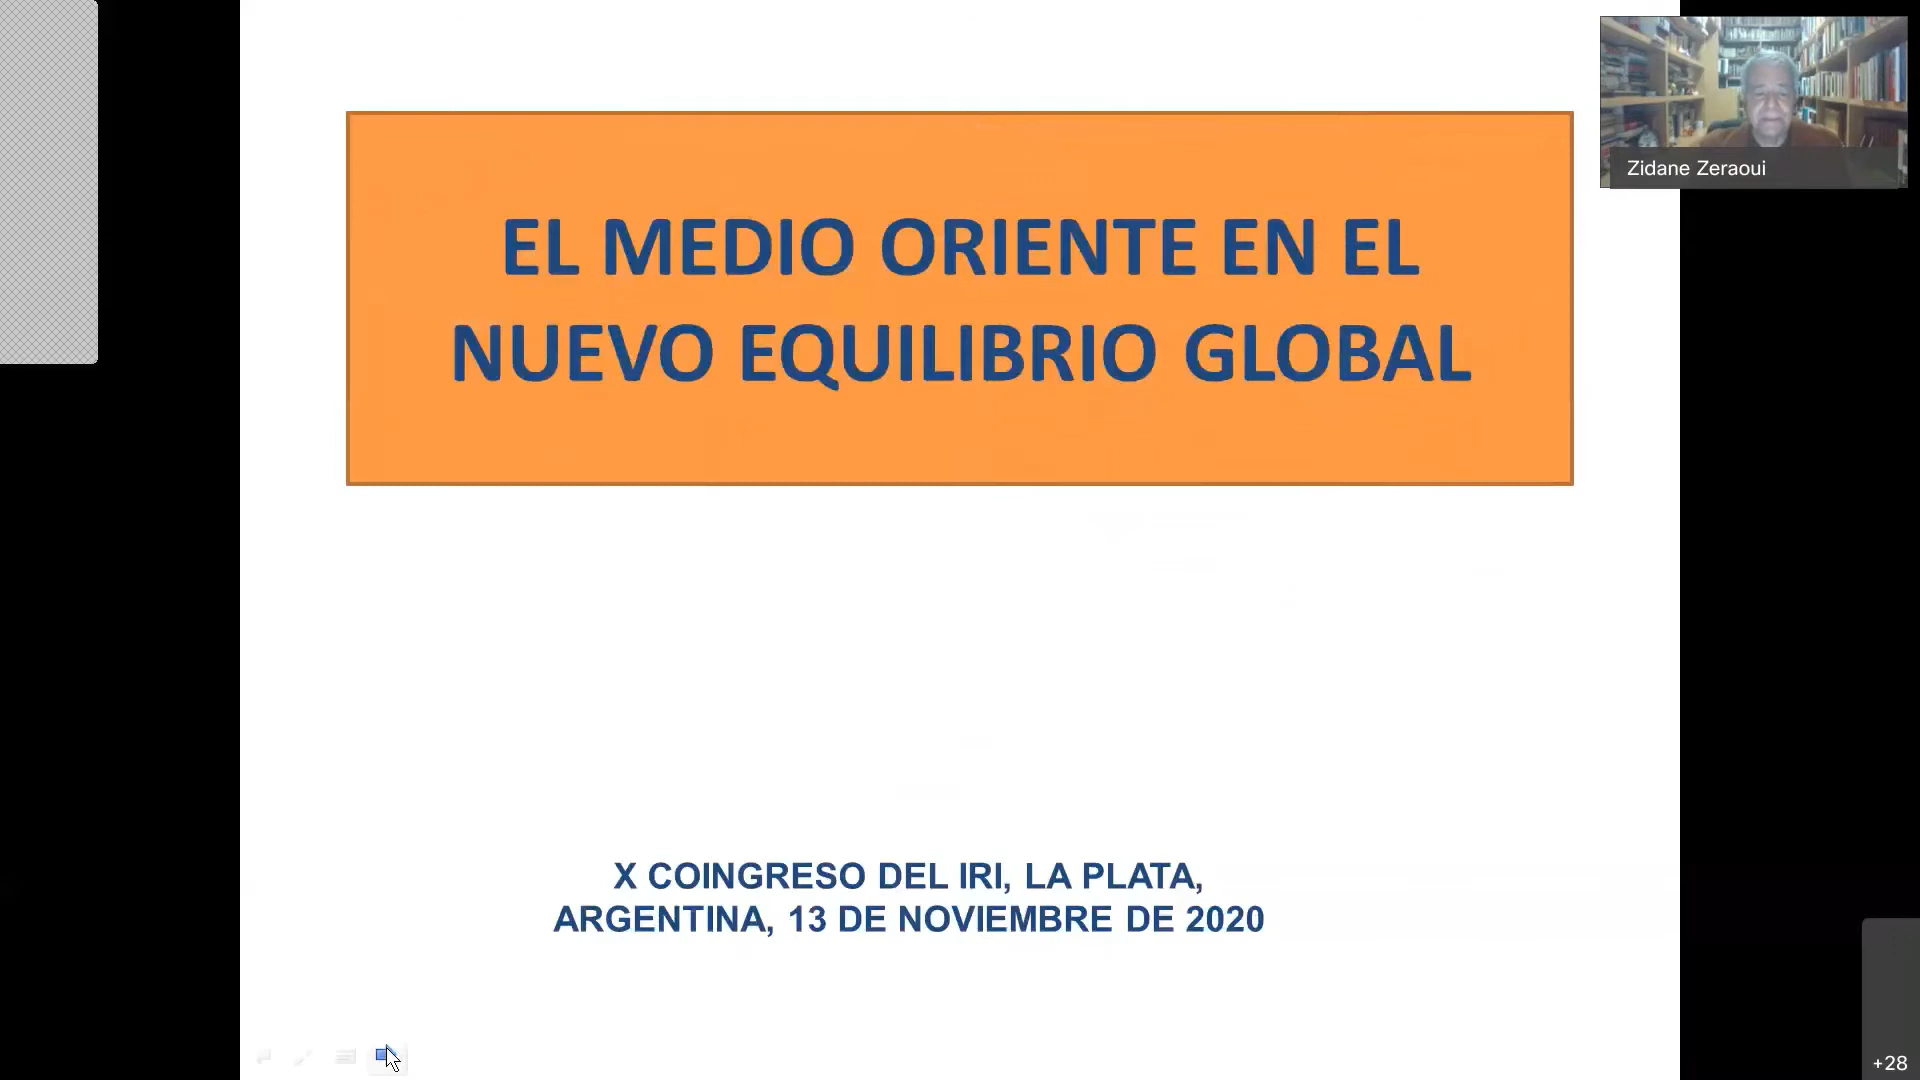 EL MEDIO ORIENTE EN EL
NUEVO EQUILIBRIO GLOBAL
Zidane Zeraoui
X COINGRESO DEL IRI, LA PLATA,
ARGENTINA, 13 DE NOVIEMBRE DE 2020
+28